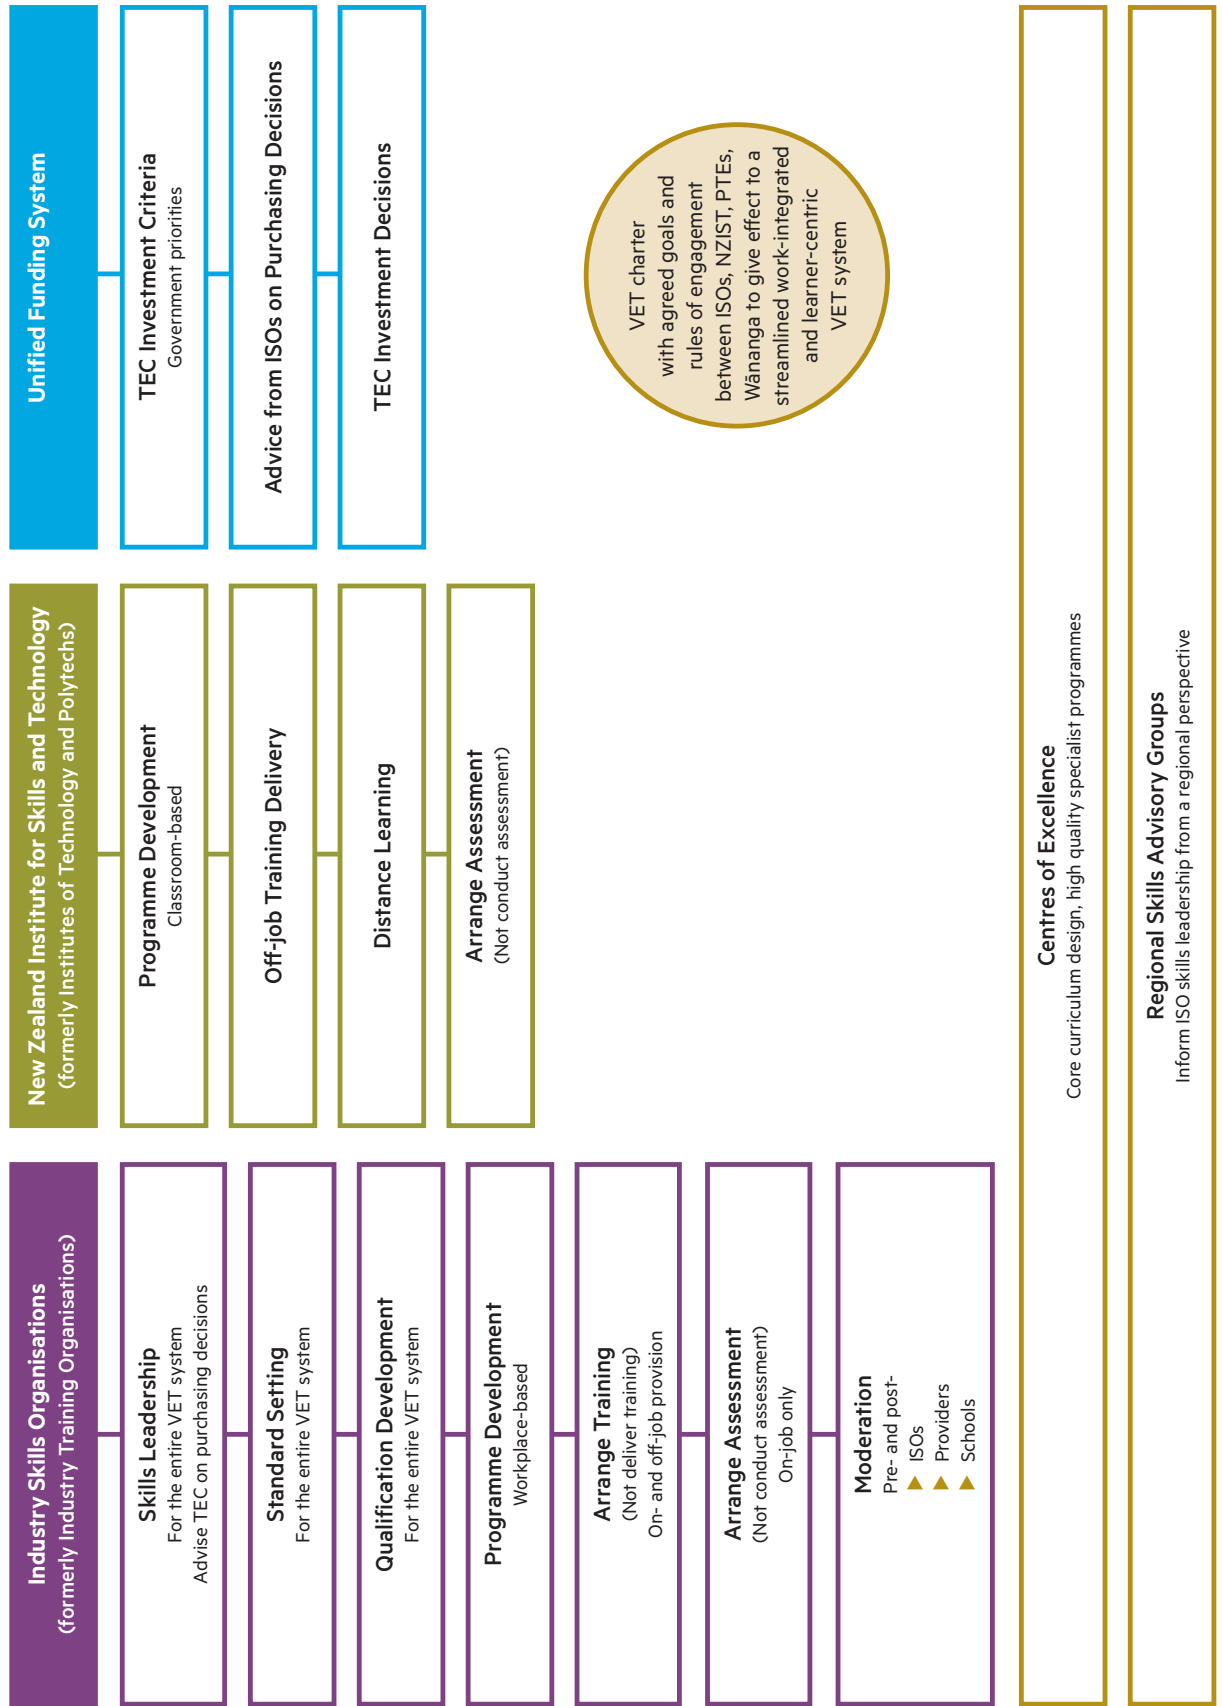 Industry Skills Organisations
(formerly Industry Training Organisations)
Skills Leadership
For the entire VET system
Advise TEC on purchasing decisions
Standard Setting
For the entire VET system
Qualification Development
For the entire VET system
Programme Development
Workplace-based
Arrange Training
(Not deliver training)
On- and off-job provision
Arrange Assessment
(Not conduct assessment)
On-job only
Moderation
Pre- and post-
ISOs
Providers
Schools
New Zealand Institute for Skills and Technology
(formerly Institutes of Technology and Polytechs)
Programme Development
Classroom-based
Off-job Training Delivery
Distance Learning
Arrange Assessment
(Not conduct assessment)
Unified Funding System
TEC Investment Criteria
Government priorities
Advice from ISOs on Purchasing Decisions
TEC Investment Decisions
VET charter
with agreed goals and
rules of engagement
between ISOs, NZIST, PTEs,
Wānanga to give effect to a
streamlined work-integrated
and learner-centric
VET system
Centres of Excellence
Core curriculum design, high quality specialist programmes
Regional Skills Advisory Groups
Inform ISO skills leadership from a regional perspective